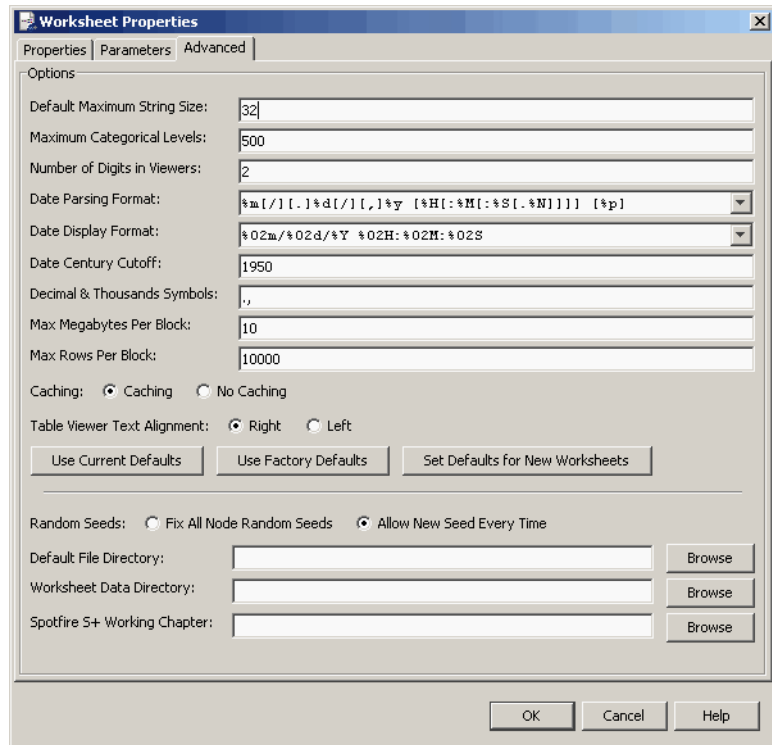 Worksheet Properties
Properties Parameters Advanced
Options
Default Maximum String Size: 32
Maximum Categorical Levels: 500
Number of Digits in Viewers: 2
Date Parsing Format: %m[/][.]%d[/][,]%y [%H[:%M[:%S[.%N]]]] [%p]
Date Display Format: %02m/%02d/%Y %02H:%02M:%02S
Date Century Cutoff: 1950
Decimal & Thousands Symbols: .,
Max Megabytes Per Block: 10
Max Rows Per Block: 10000
Caching: Caching No Caching
Table Viewer Text Alignment: Right Left
Use Current Defaults Use Factory Defaults Set Defaults for New Worksheets
Random Seeds: Fix All Node Random Seeds Allow New Seed Every Time
Default File Directory: Browse
Worksheet Data Directory: Browse
Spotfire S+ Working Chapter: Browse
OK Cancel Help